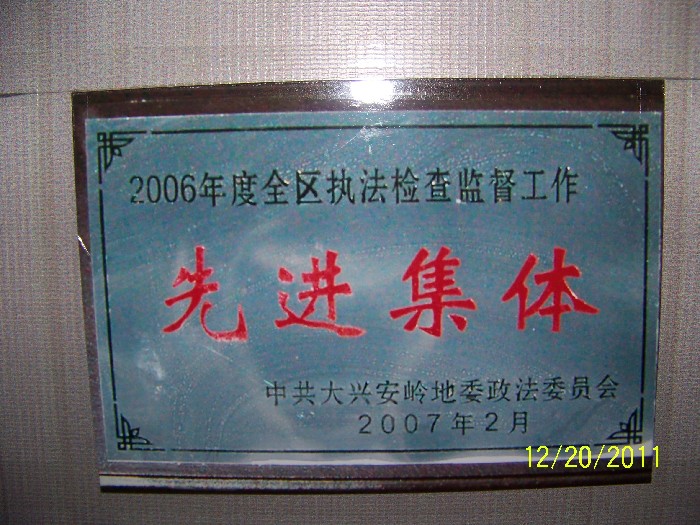 2006年度全区执法检查监督工作
先进集体
中共大兴安岭地委政法委员会
2007年2月
12/20/2011